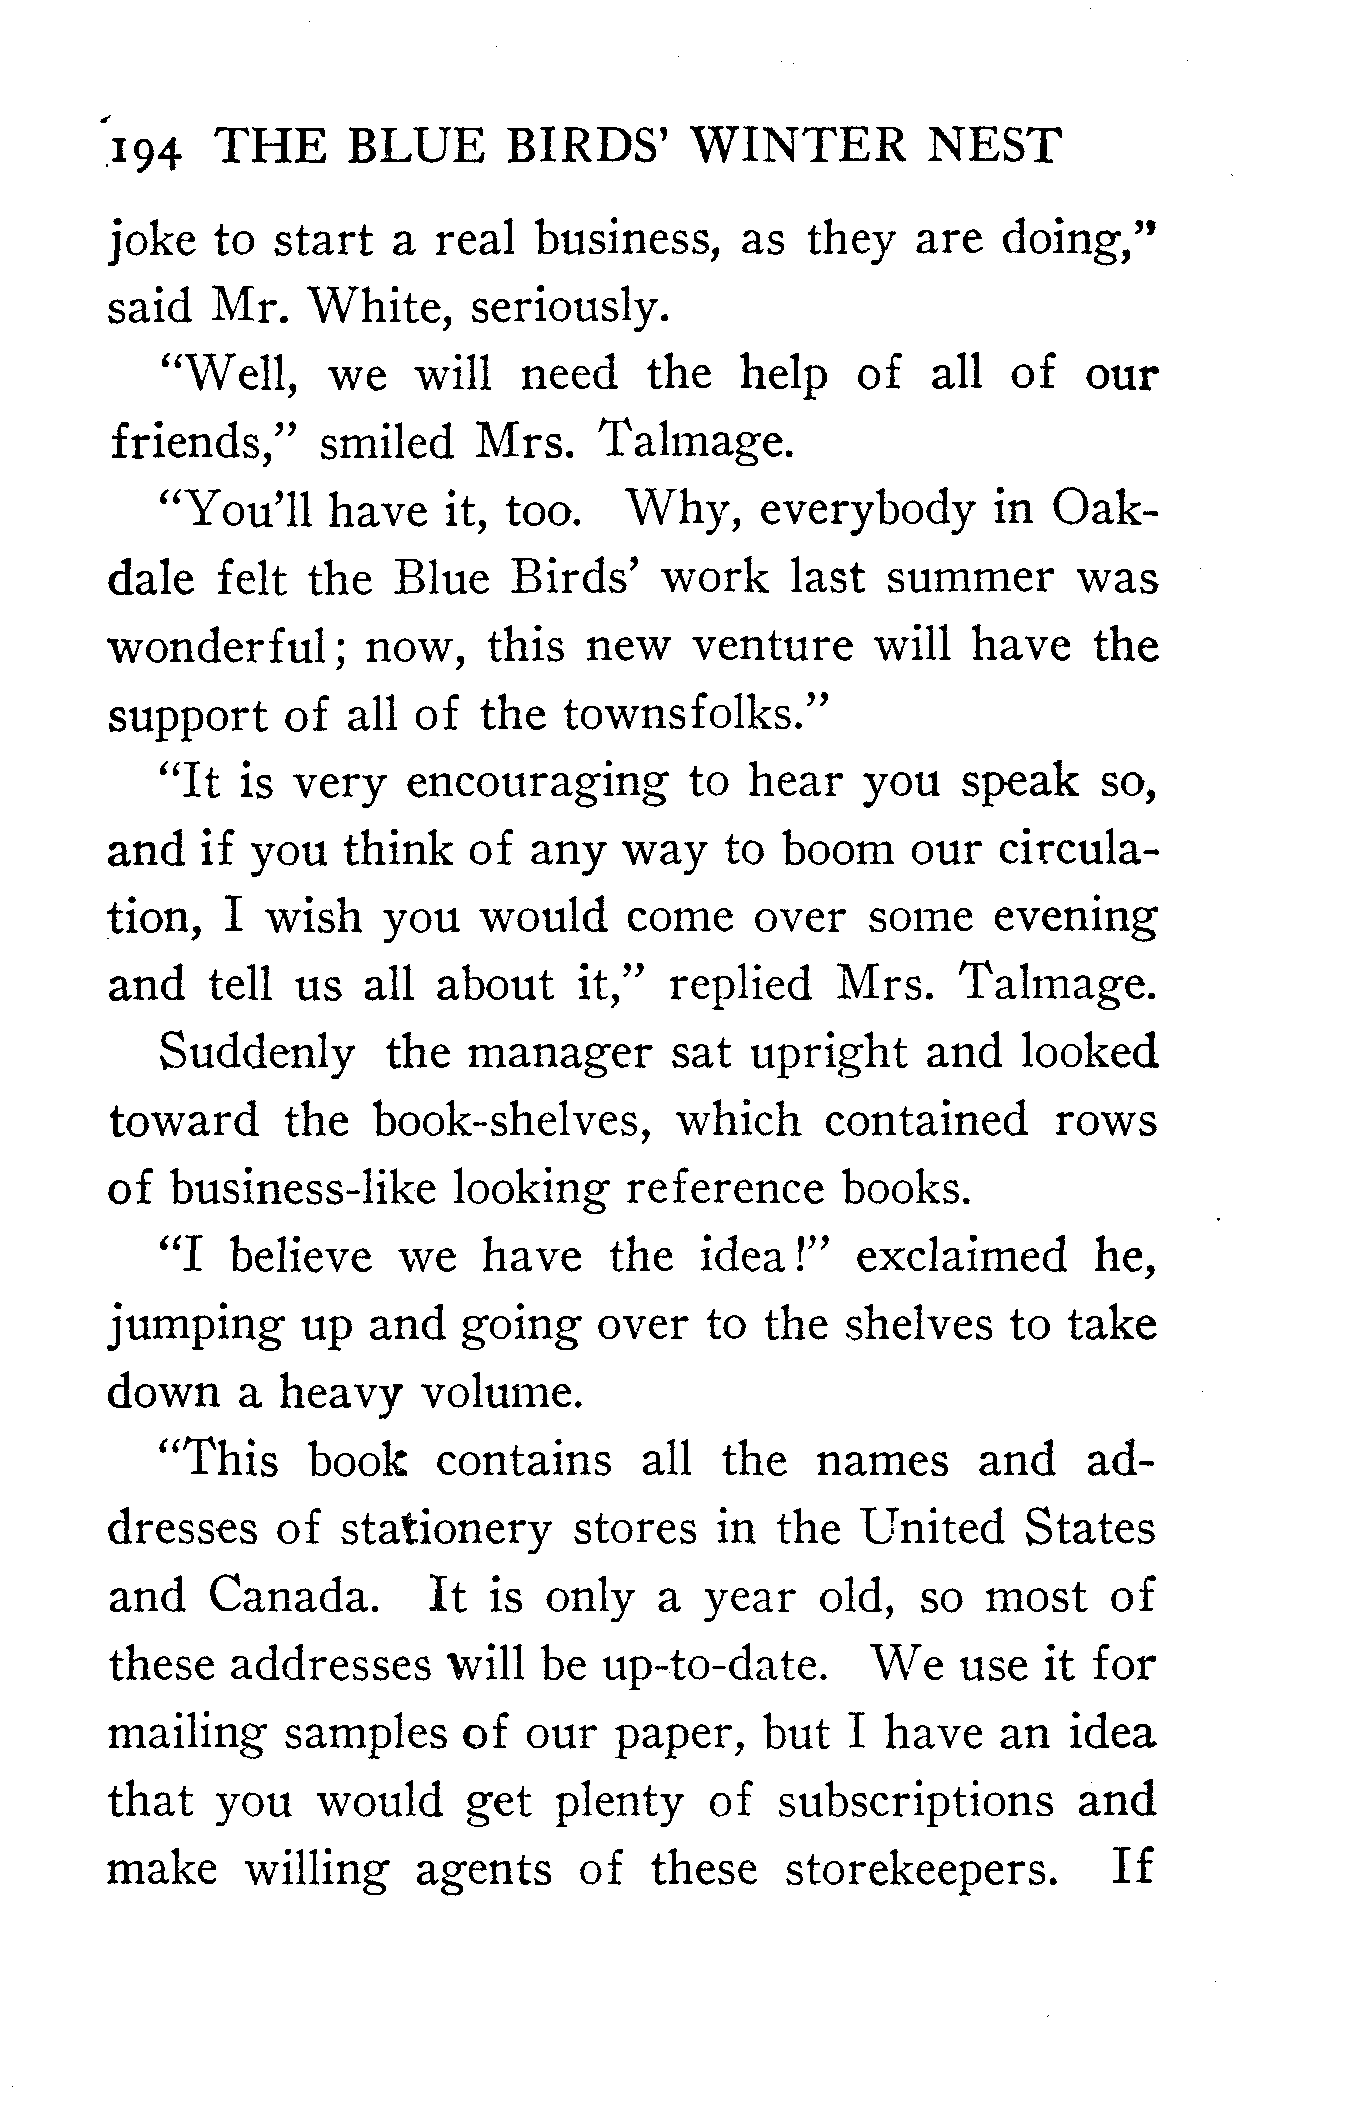 194 THE BLUE BIRDS' WINTER NEST
joke to start a real business, as they are doing,"
said Mr. White, seriously.
"Well, we will need the help of all of our
friends," smiled Mrs. Talmage.
"You'll have it, too. Why, everybody in Oak-
dale felt the Blue Birds' work last summer was
wonderful; now, this new venture will have the
support of all of the townsfolks."
"It is very encouraging to hear you speak so,
and if you think of any way to boom our circula-
tion, I wish you would come over some evening
and tell us all about it," replied Mrs. Talmage.
Suddenly the manager sat upright and looked
toward the book-shelves, which contained rows
of business-like looking reference books.
"I believe we have the idea!" exclaimed he,
jumping up and going over to the shelves to take
down a heavy volume.
"This book contains all the names and ad-
dresses of stationery stores in the United States
and Canada. It is only a year old, so most of
these addresses will be up-to-date. We use it for
mailing samples of our paper, but I have an idea
that you would get plenty of subscriptions and
make willing agents of these storekeepers. If